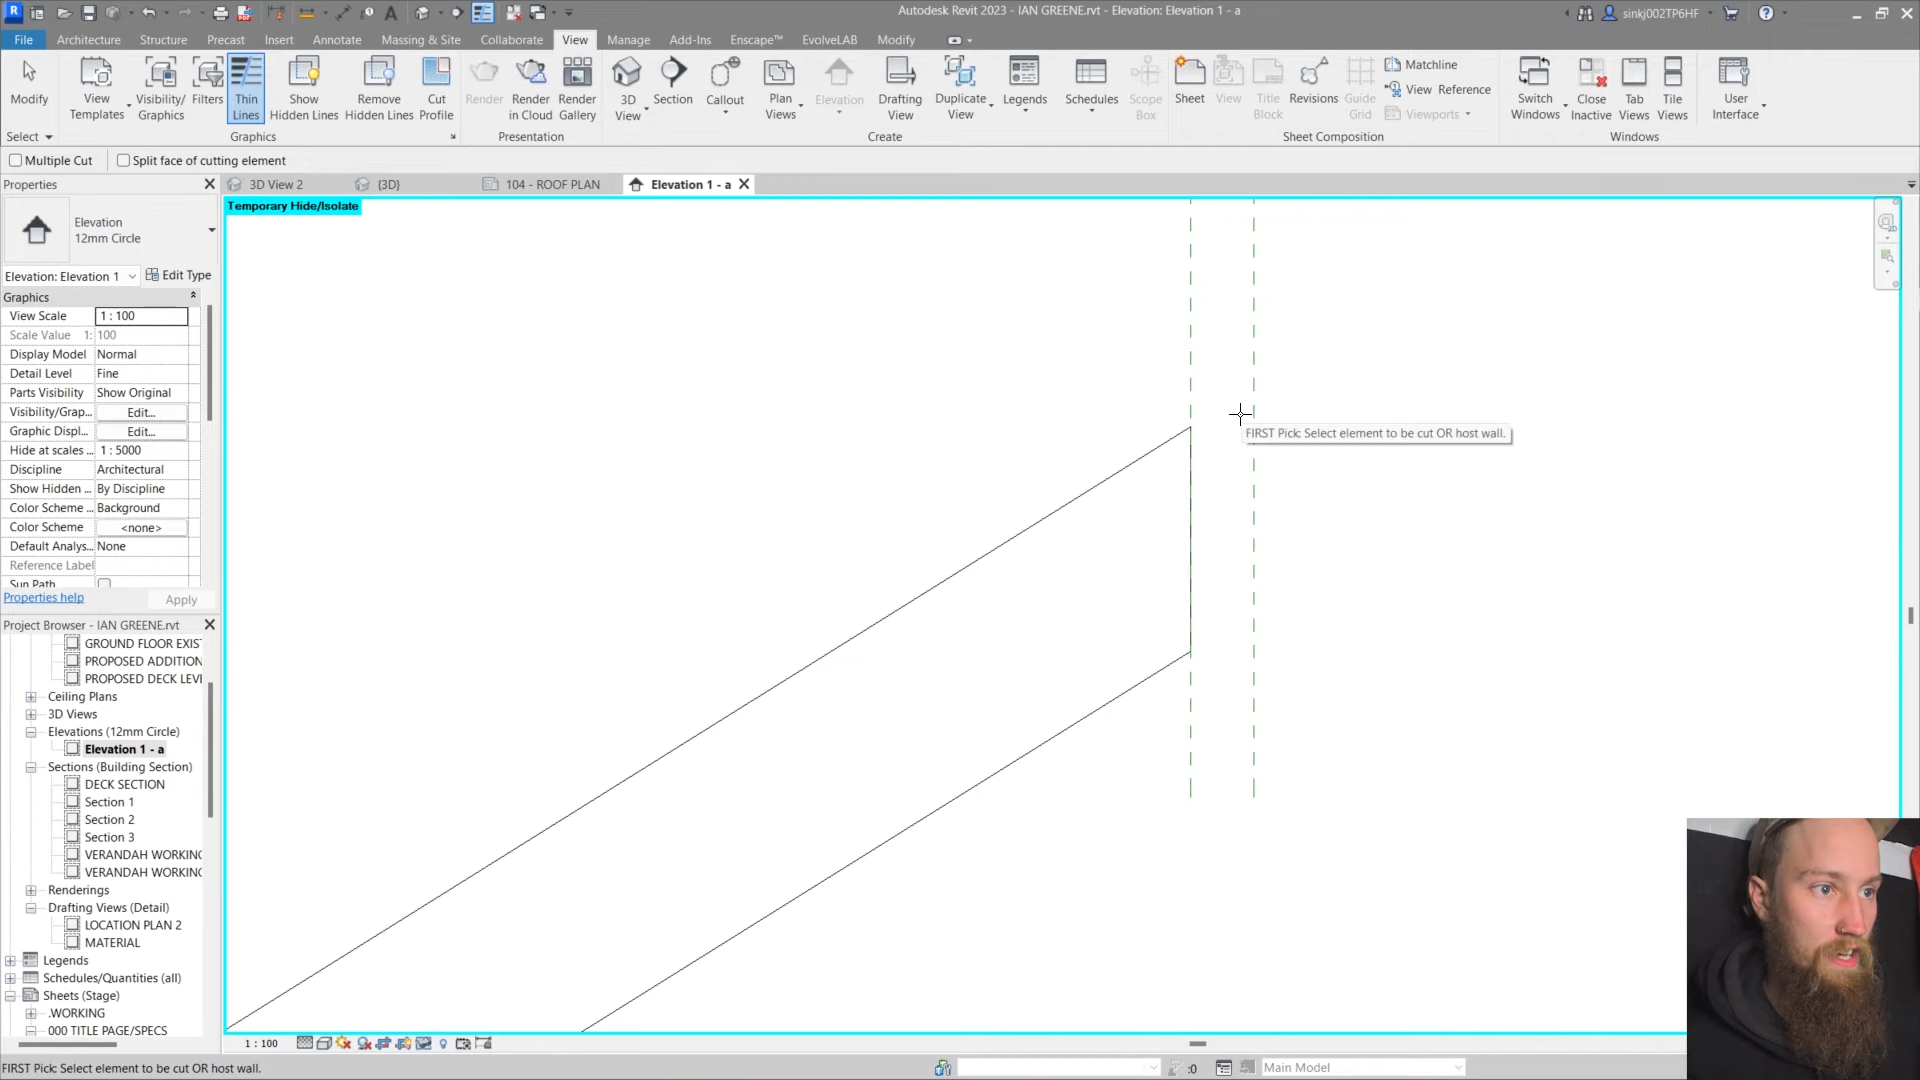 Autodesk Revit 2023 - IAN GREENE.rvt - Elevation: Elevation 1 - a
sinkj002TP6HF
File Architecture Structure Precast Insert Annotate Massing & Site Collaborate View Manage Add-Ins Enscape™ EvolveLAB Modify
Modify
View Templates
Visibility/ Graphics
Filters
Thin Lines
Show Hidden Lines
Remove Hidden Lines
Cut Profile
Render
Render in Cloud
Render Gallery
3D View
Section
Callout
Plan Views
Elevation
Drafting View
Duplicate View
Legends
Schedules
Scope Box
Sheet
View
Title Block
Revisions
Guide Grid
Matchline
View Reference
Viewports
Switch Windows
Close Inactive
Tab Views
Tile Views
User Interface
Select
Graphics
Presentation
Create
Sheet Composition
Windows
Multiple Cut
Split face of cutting element
Properties
3D View 2
{3D}
104 - ROOF PLAN
Elevation 1 - a
Temporary Hide/Isolate
Elevation
12mm Circle
Elevation: Elevation 1
Edit Type
Graphics
View Scale 1 : 100
Scale Value 1: 100
Display Model Normal
Detail Level Fine
Parts Visibility Show Original
Visibility/Grap... Edit...
Graphic Displ... Edit...
Hide at scales ... 1 : 5000
Discipline Architectural
Show Hidden ... By Discipline
Color Scheme ... Background
Color Scheme <none>
Default Analys... None
Reference Label
Sun Path
Properties help
Apply
FIRST Pick: Select element to be cut OR host wall.
Project Browser - IAN GREENE.rvt
GROUND FLOOR EXIST
PROPOSED ADDITION
PROPOSED DECK LEVE
Ceiling Plans
3D Views
Elevations (12mm Circle)
Elevation 1 - a
Sections (Building Section)
DECK SECTION
Section 1
Section 2
Section 3
VERANDAH WORKING
VERANDAH WORKING
Renderings
Drafting Views (Detail)
LOCATION PLAN 2
MATERIAL
Legends
Schedules/Quantities (all)
Sheets (Stage)
.WORKING
000 TITLE PAGE/SPECS
1 : 100
FIRST Pick: Select element to be cut OR host wall.
:0
Main Model